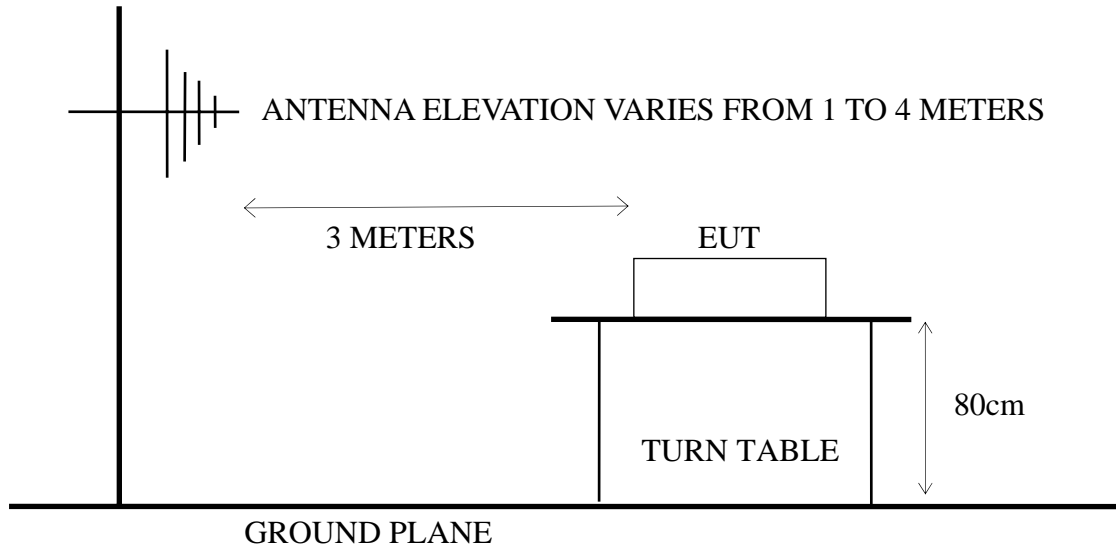 ANTENNA ELEVATION VARIES FROM 1 TO 4 METERS
3 METERS
EUT
80cm
TURN TABLE
GROUND PLANE